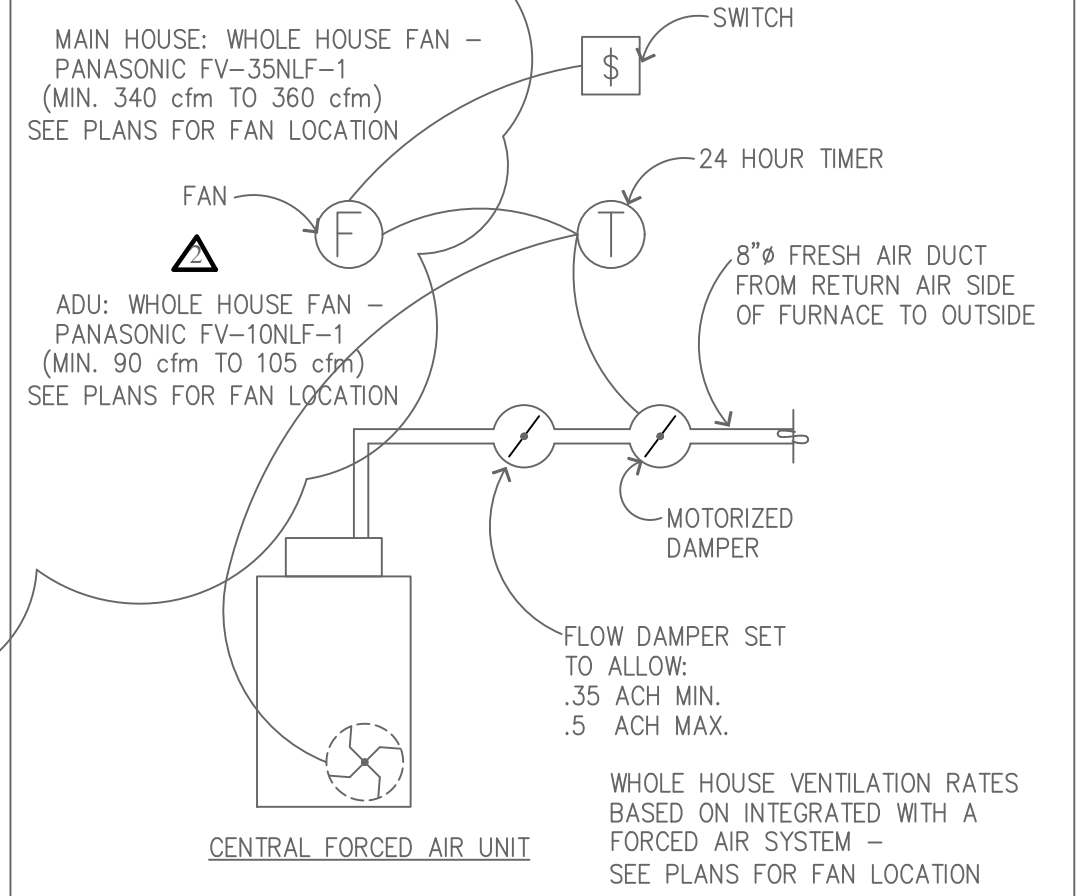 MAIN HOUSE: WHOLE HOUSE FAN –
PANASONIC FV–35NLF–1
(MIN. 340 cfm TO 360 cfm)
SEE PLANS FOR FAN LOCATION
SWITCH
$
24 HOUR TIMER
FAN
F
T
2
8"ø FRESH AIR DUCT
FROM RETURN AIR SIDE
OF FURNACE TO OUTSIDE
ADU: WHOLE HOUSE FAN –
PANASONIC FV–10NLF–1
(MIN. 90 cfm TO 105 cfm)
SEE PLANS FOR FAN LOCATION
MOTORIZED
DAMPER
FLOW DAMPER SET
TO ALLOW:
.35 ACH MIN.
.5 ACH MAX.
WHOLE HOUSE VENTILATION RATES
BASED ON INTEGRATED WITH A
FORCED AIR SYSTEM –
SEE PLANS FOR FAN LOCATION
CENTRAL FORCED AIR UNIT